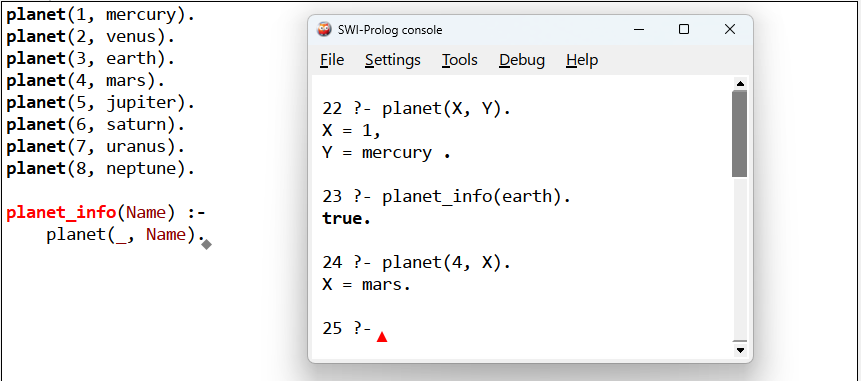 planet(1, mercury).
planet(2, venus).
planet(3, earth).
planet(4, mars).
planet(5, jupiter).
planet(6, saturn).
planet(7, uranus).
planet(8, neptune).
planet_info(Name) :-
    planet(_, Name).
SWI-Prolog console
File Settings Tools Debug Help
22 ?- planet(X, Y).
X = 1,
Y = mercury .
23 ?- planet_info(earth).
true.
24 ?- planet(4, X).
X = mars.
25 ?-